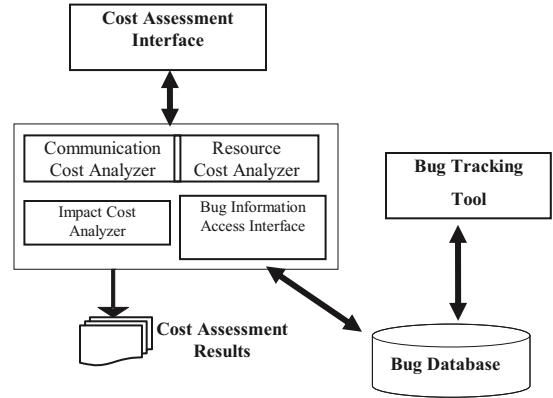 Cost Assessment
Interface
Communication
Cost Analyzer
Resource
Cost Analyzer
Impact Cost
Analyzer
Bug Information
Access Interface
Bug Tracking
Tool
Cost Assessment
Results
Bug Database